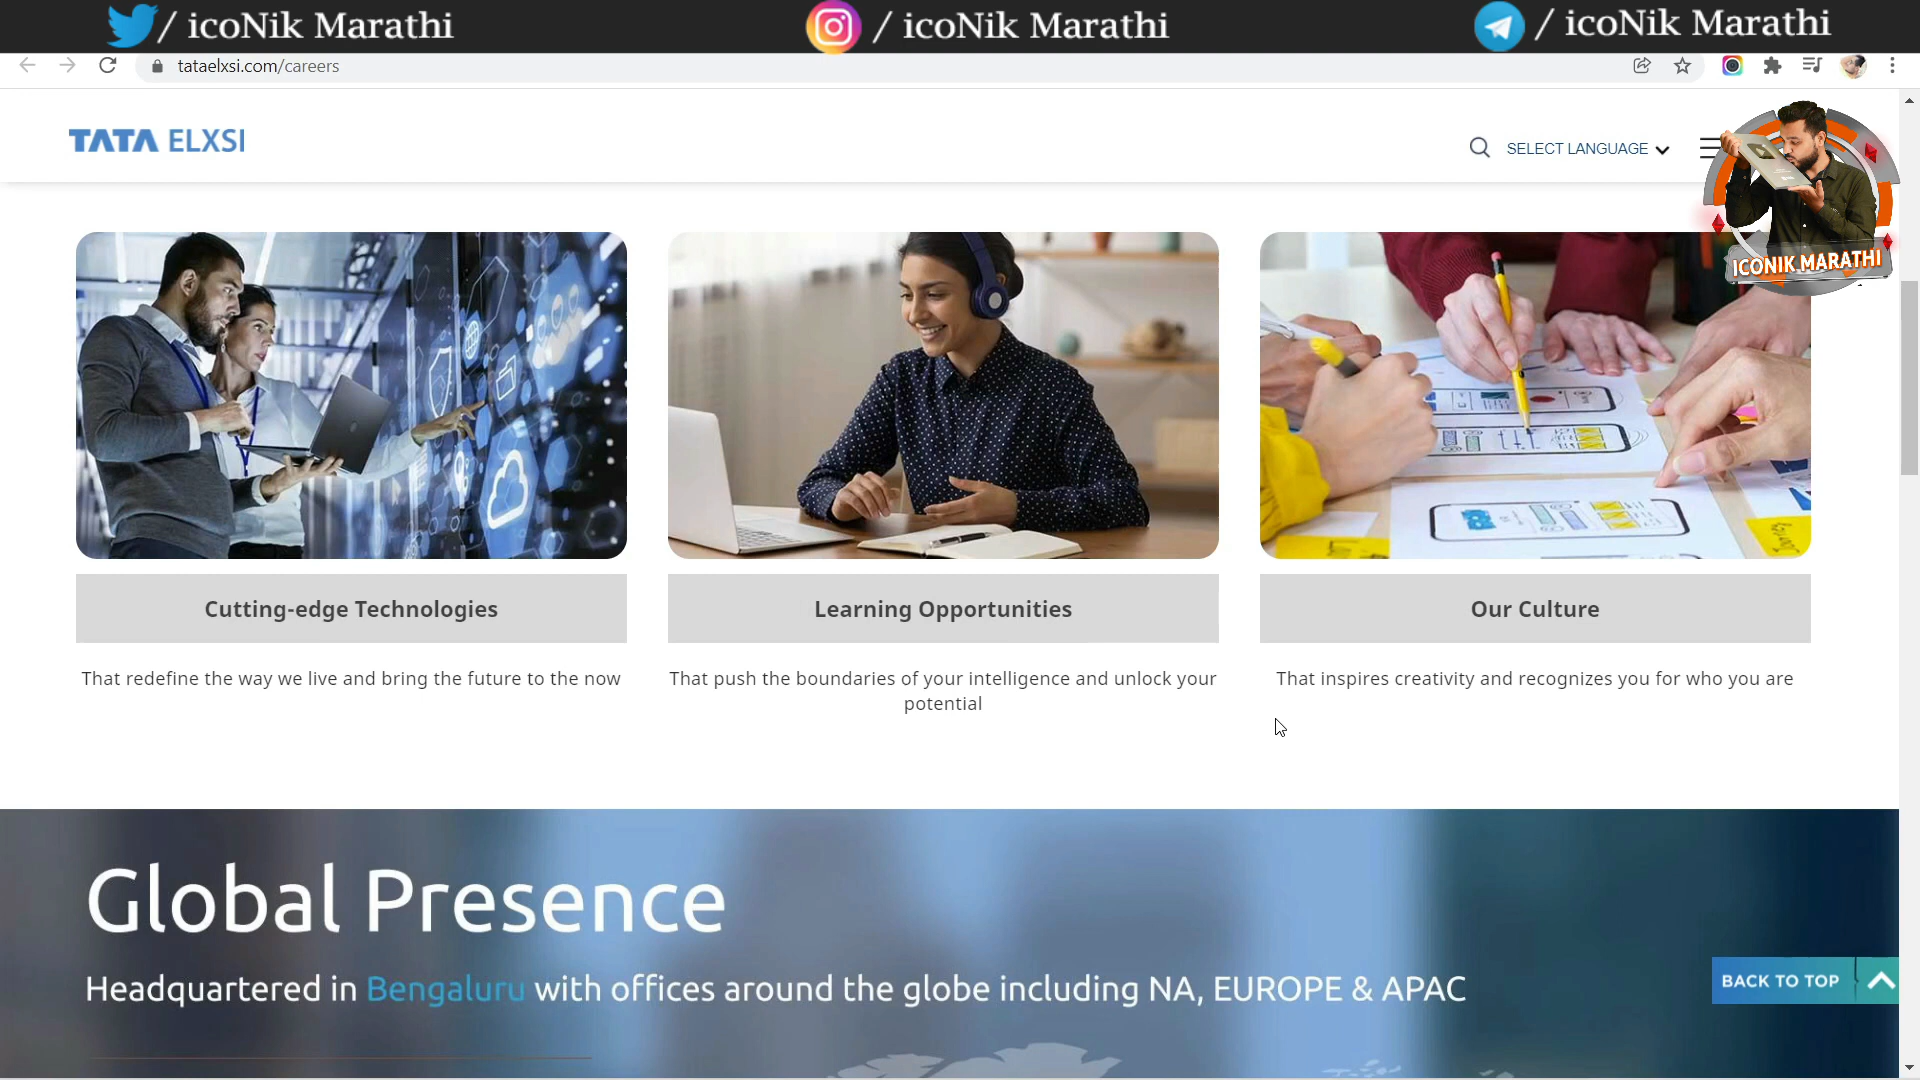 / icoNik Marathi
/ icoNik Marathi
/ icoNik Marathi
tataelxsi.com/careers
TATA ELXSI
SELECT LANGUAGE
ICONIK MARATHI
Cutting-edge Technologies
Learning Opportunities
Our Culture
That redefine the way we live and bring the future to the now
That push the boundaries of your intelligence and unlock your
potential
That inspires creativity and recognizes you for who you are
Global Presence
Headquartered in Bengaluru with offices around the globe including NA, EUROPE & APAC
BACK TO TOP